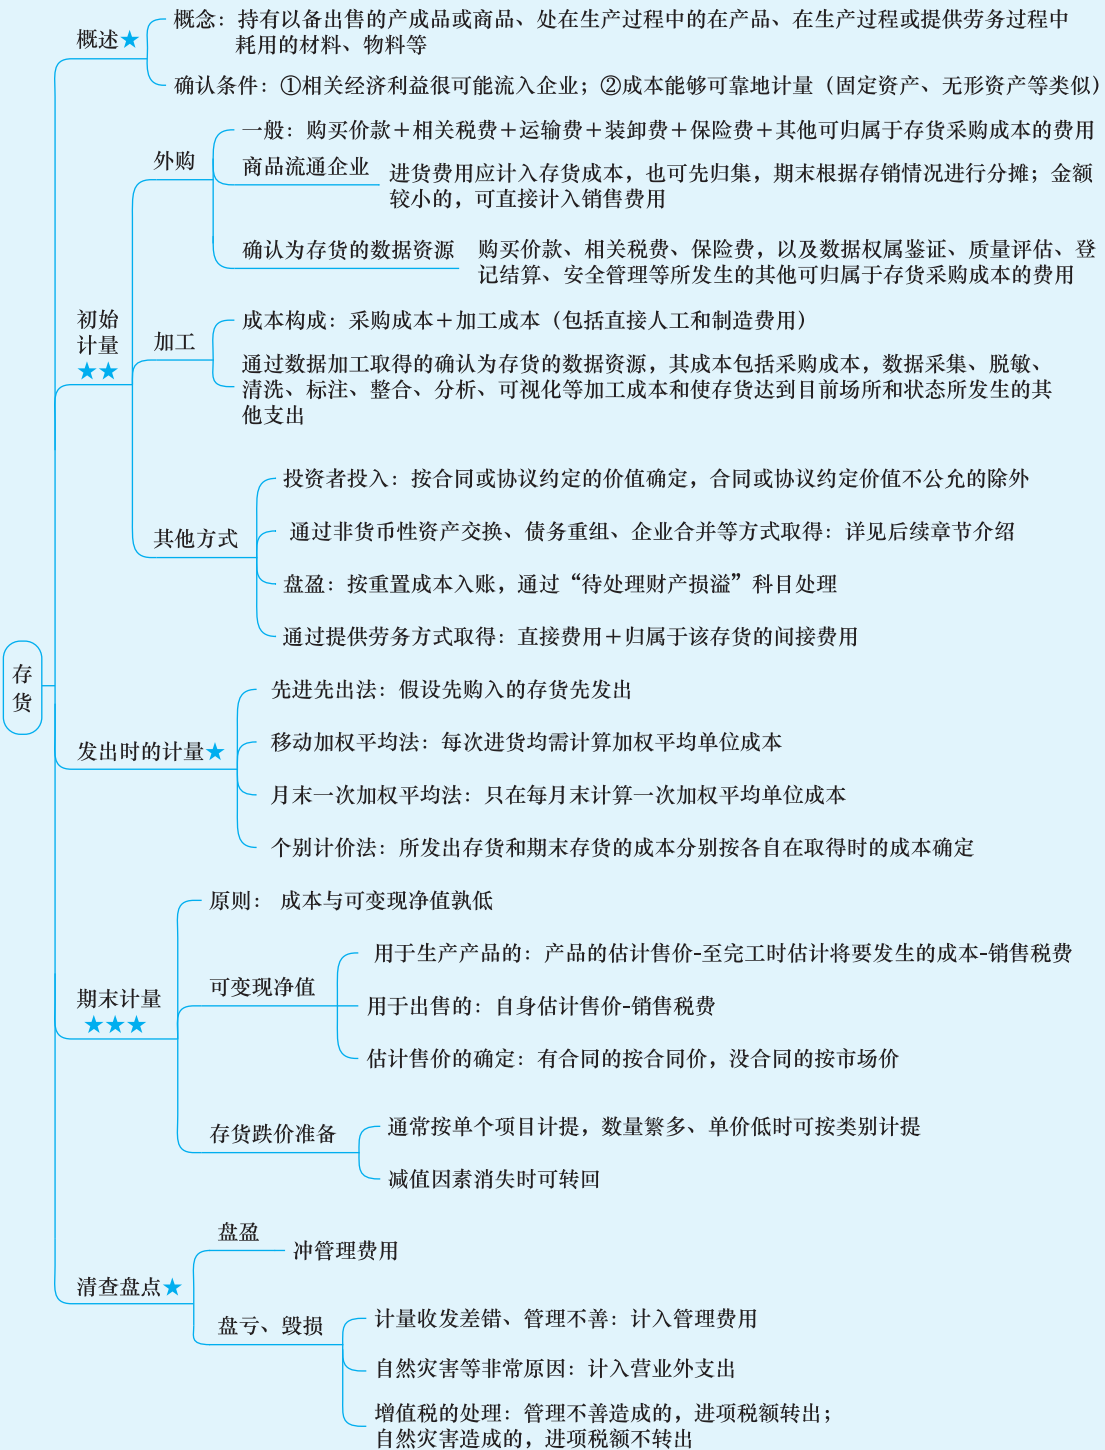 概述★
概念：持有以备出售的产成品或商品、处在生产过程中的在产品、在生产过程或提供劳务过程中
耗用的材料、物料等
确认条件：①相关经济利益很可能流入企业；②成本能够可靠地计量（固定资产、无形资产等类似）
外购
一般：购买价款＋相关税费＋运输费＋装卸费＋保险费＋其他可归属于存货采购成本的费用
商品流通企业
进货费用应计入存货成本，也可先归集，期末根据存销情况进行分摊；金额
较小的，可直接计入销售费用
确认为存货的数据资源
购买价款、相关税费、保险费，以及数据权属鉴证、质量评估、登
记结算、安全管理等所发生的其他可归属于存货采购成本的费用
初始
计量
★★
加工
成本构成：采购成本＋加工成本（包括直接人工和制造费用）
通过数据加工取得的确认为存货的数据资源，其成本包括采购成本，数据采集、脱敏、
清洗、标注、整合、分析、可视化等加工成本和使存货达到目前场所和状态所发生的其
他支出
其他方式
投资者投入：按合同或协议约定的价值确定，合同或协议约定价值不公允的除外
通过非货币性资产交换、债务重组、企业合并等方式取得：详见后续章节介绍
盘盈：按重置成本入账，通过“待处理财产损溢”科目处理
通过提供劳务方式取得：直接费用＋归属于该存货的间接费用
存
货
发出时的计量★
先进先出法：假设先购入的存货先发出
移动加权平均法：每次进货均需计算加权平均单位成本
月末一次加权平均法：只在每月末计算一次加权平均单位成本
个别计价法：所发出存货和期末存货的成本分别按各自在取得时的成本确定
期末计量
★★★
原则： 成本与可变现净值孰低
可变现净值
用于生产产品的：产品的估计售价-至完工时估计将要发生的成本-销售税费
用于出售的：自身估计售价-销售税费
估计售价的确定：有合同的按合同价，没合同的按市场价
存货跌价准备
通常按单个项目计提，数量繁多、单价低时可按类别计提
减值因素消失时可转回
清查盘点★
盘盈
冲管理费用
盘亏、毁损
计量收发差错、管理不善：计入管理费用
自然灾害等非常原因：计入营业外支出
增值税的处理：管理不善造成的，进项税额转出；
自然灾害造成的，进项税额不转出